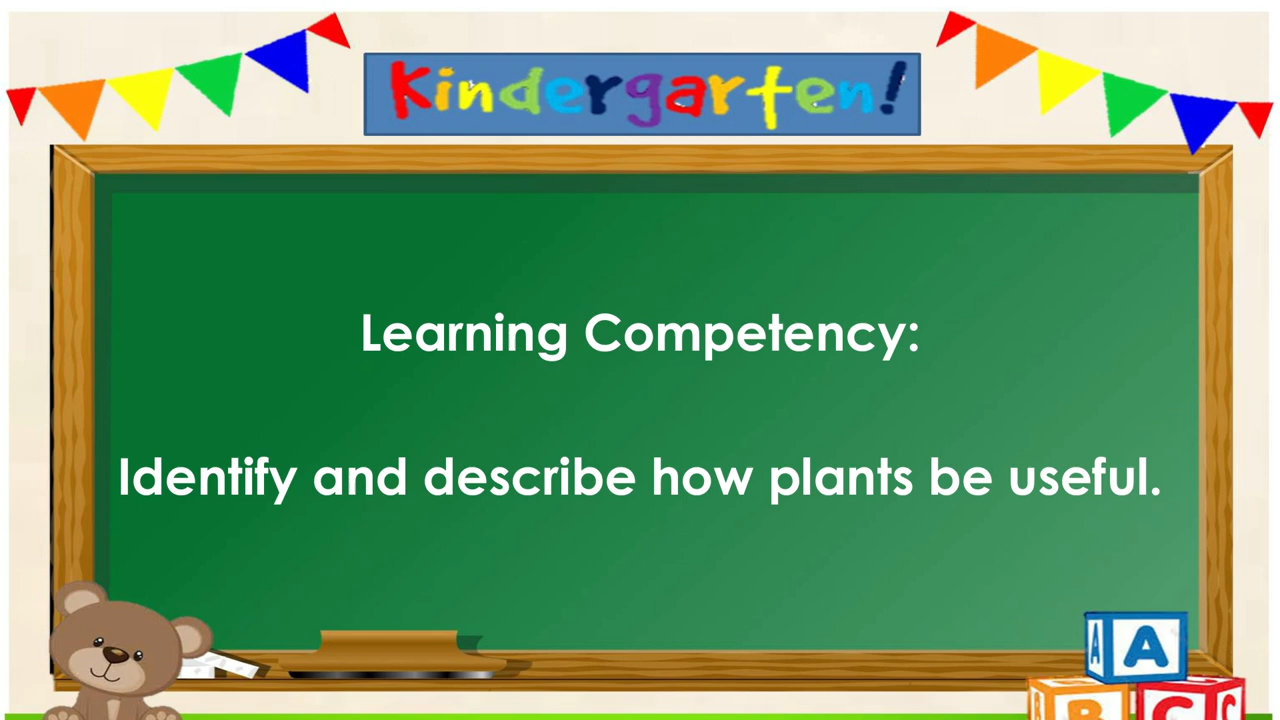 Kindergarten!
Learning Competency:
Identify and describe how plants be useful.
A A
B B C C